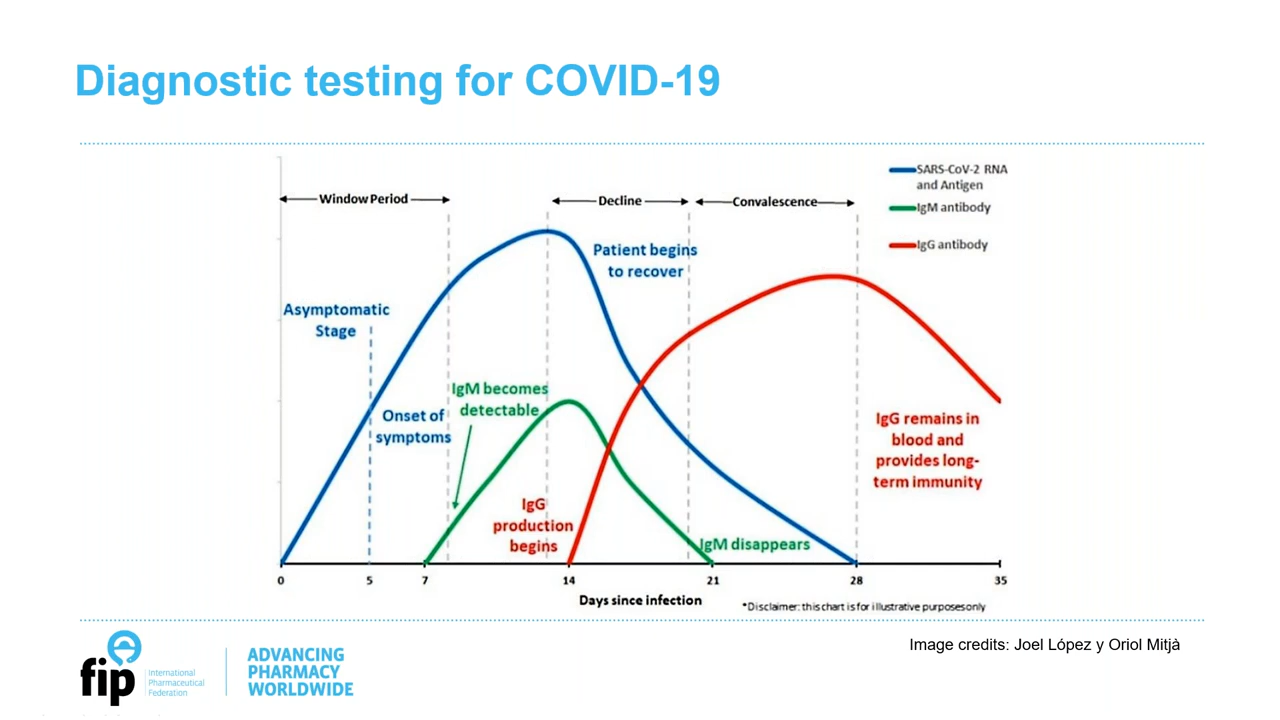 Diagnostic testing for COVID-19
Window Period
Decline
Convalescence
SARS-CoV-2 RNA
and Antigen
IgM antibody
IgG antibody
Patient begins
to recover
Asymptomatic
Stage
IgM becomes
detectable
Onset of
symptoms
IgG remains in
blood and
provides long-
term immunity
IgG
production
begins
IgM disappears
0 5 7 14 21 28 35
Days since infection
*Disclaimer: this chart is for illustrative purposes only
Image credits: Joel López y Oriol Mitjà
fip
International
Pharmaceutical
Federation
ADVANCING
PHARMACY
WORLDWIDE